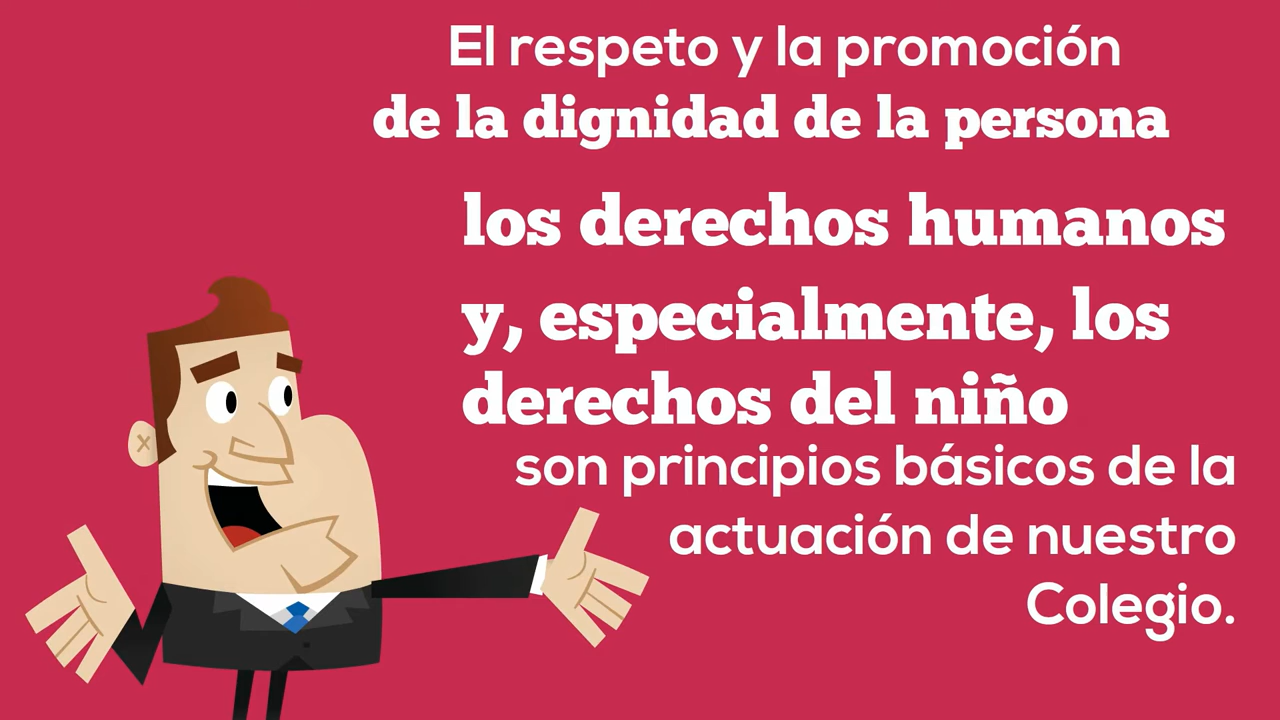 El respeto y la promoción
de la dignidad de la persona
los derechos humanos
y, especialmente, los
derechos del niño
son principios básicos de la
actuación de nuestro
Colegio.